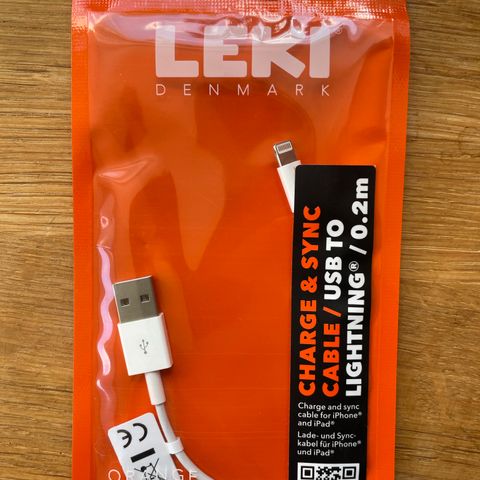 LEKI®
DENMARK
CHARGE & SYNC
CABLE / USB TO
LIGHTNING® / 0.2m
Charge and sync
cable for iPhone®
and iPad®
Lade- und Sync-
kabel für iPhone®
und iPad®
CE
ORANGE